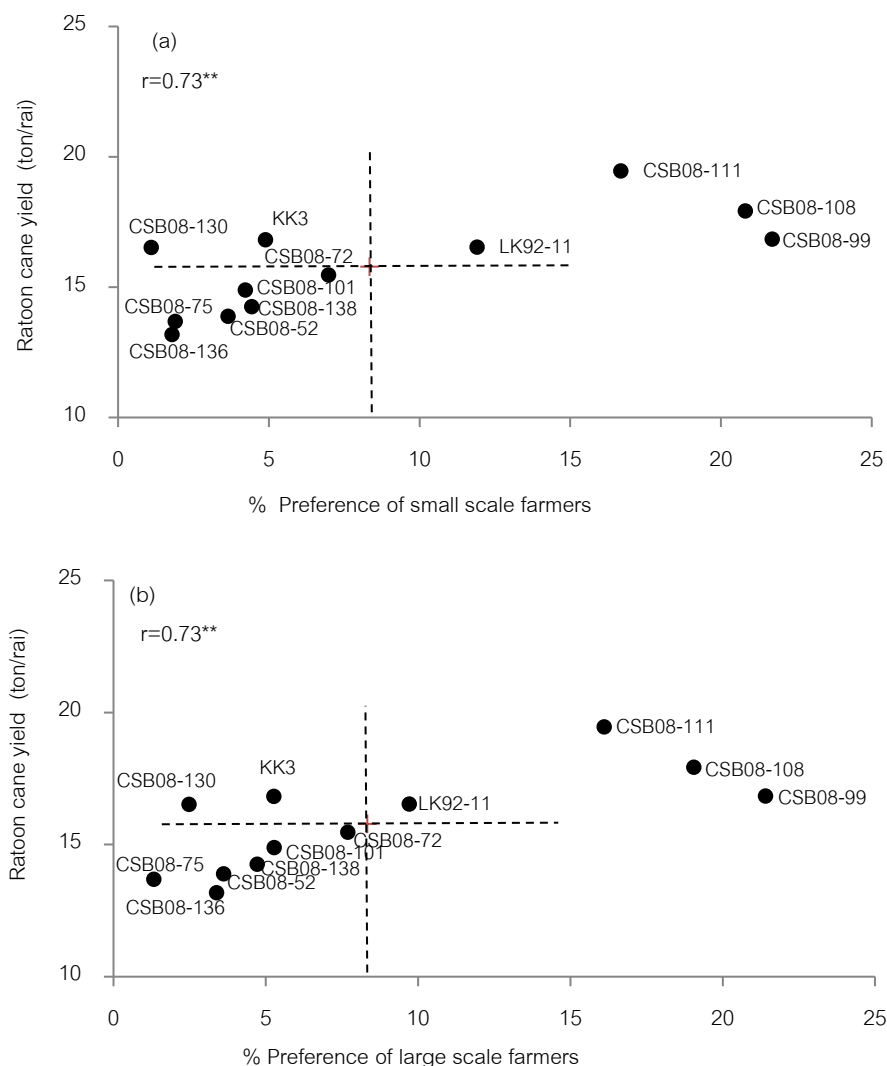 25
(a)
r=0.73**
20
CSB08-111
CSB08-108
CSB08-130
KK3
CSB08-99
LK92-11
CSB08-72
15
CSB08-101
CSB08-75
CSB08-138
CSB08-52
CSB08-136
10
Ratoon cane yield (ton/rai)
0 5 10 15 20 25
% Preference of small scale farmers
25
(b)
r=0.73**
20
CSB08-111
KK3
CSB08-108
CSB08-130
CSB08-99
LK92-11
CSB08-72
15
CSB08-101
CSB08-75
CSB08-138
CSB08-52
CSB08-136
10
Ratoon cane yield (ton/rai)
0 5 10 15 20 25
% Preference of large scale farmers